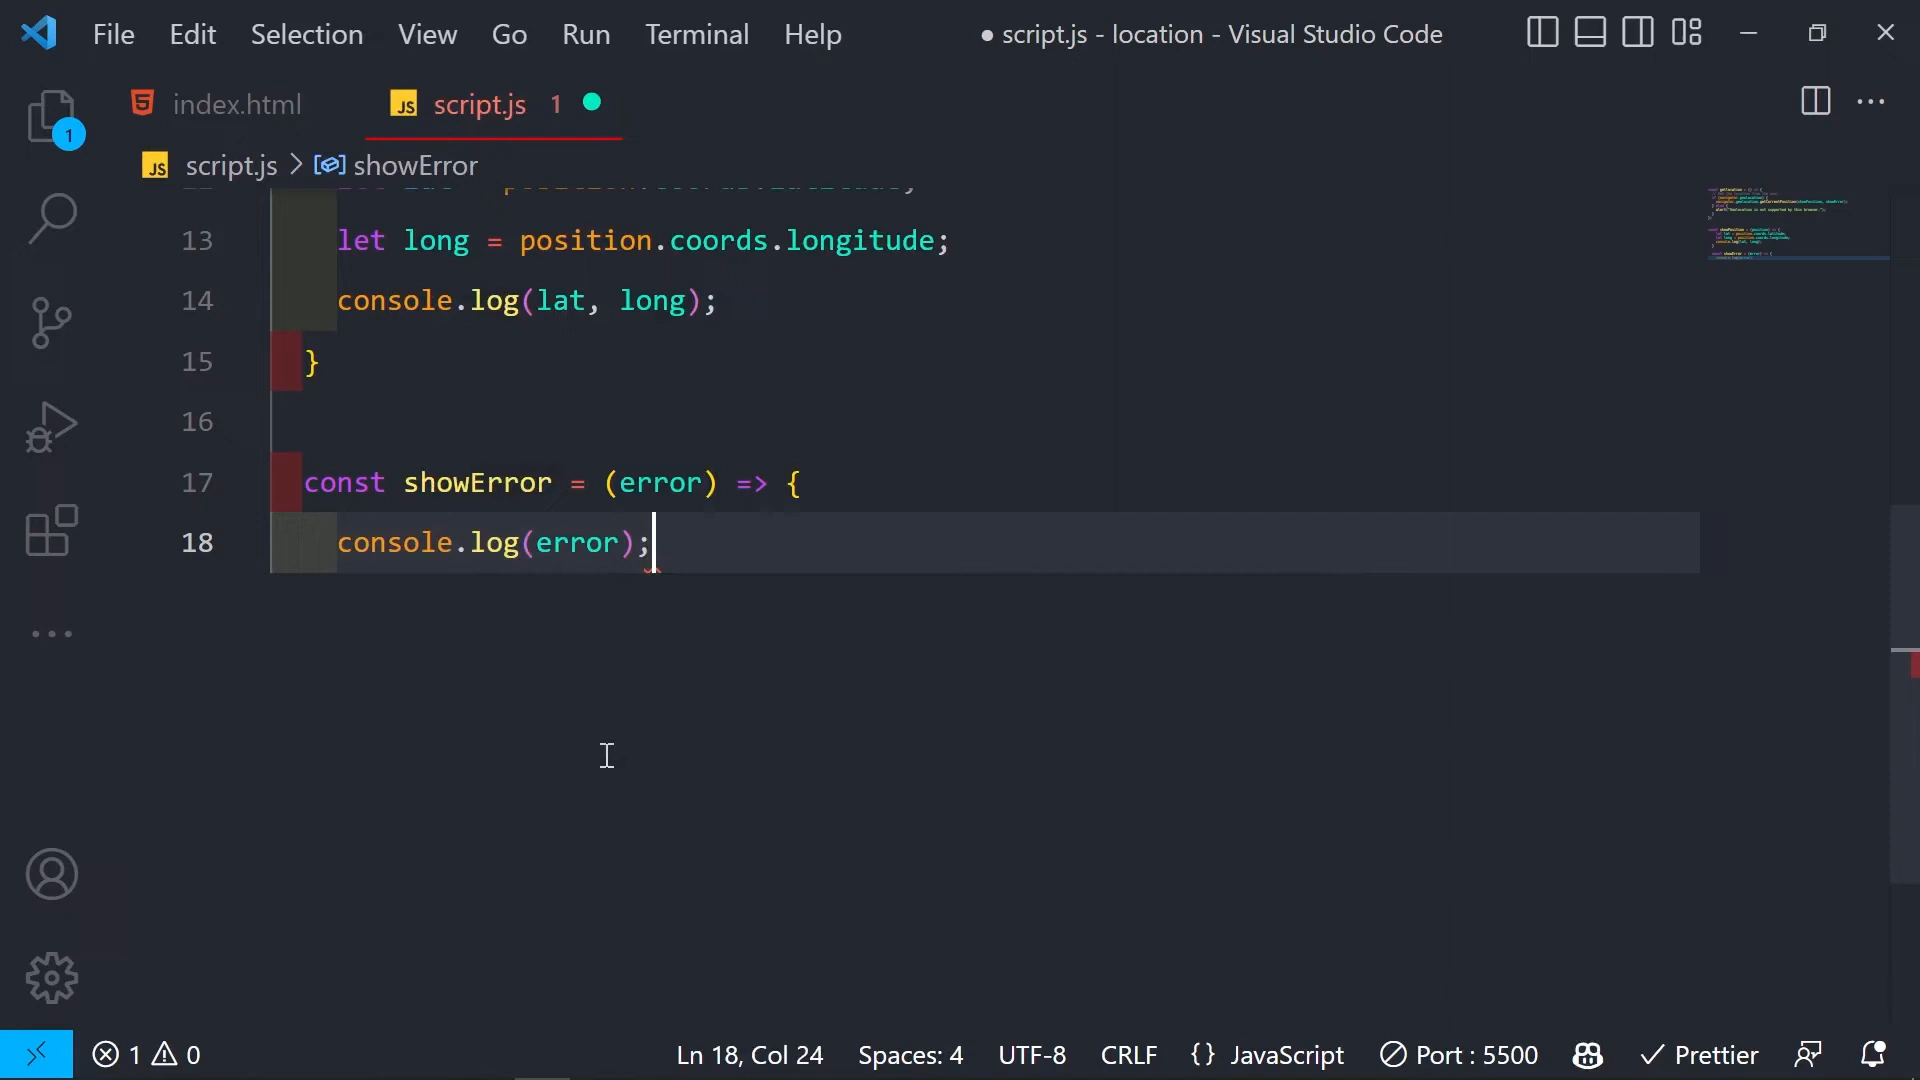 File Edit Selection View Go Run Terminal Help
● script.js - location - Visual Studio Code
index.html
JS script.js 1
JS script.js > showError
13 let long = position.coords.longitude;
14 console.log(lat, long);
15 }
16
17 const showError = (error) => {
18 console.log(error);
1
1 0
Ln 18, Col 24 Spaces: 4 UTF-8 CRLF {} JavaScript Port : 5500 Prettier